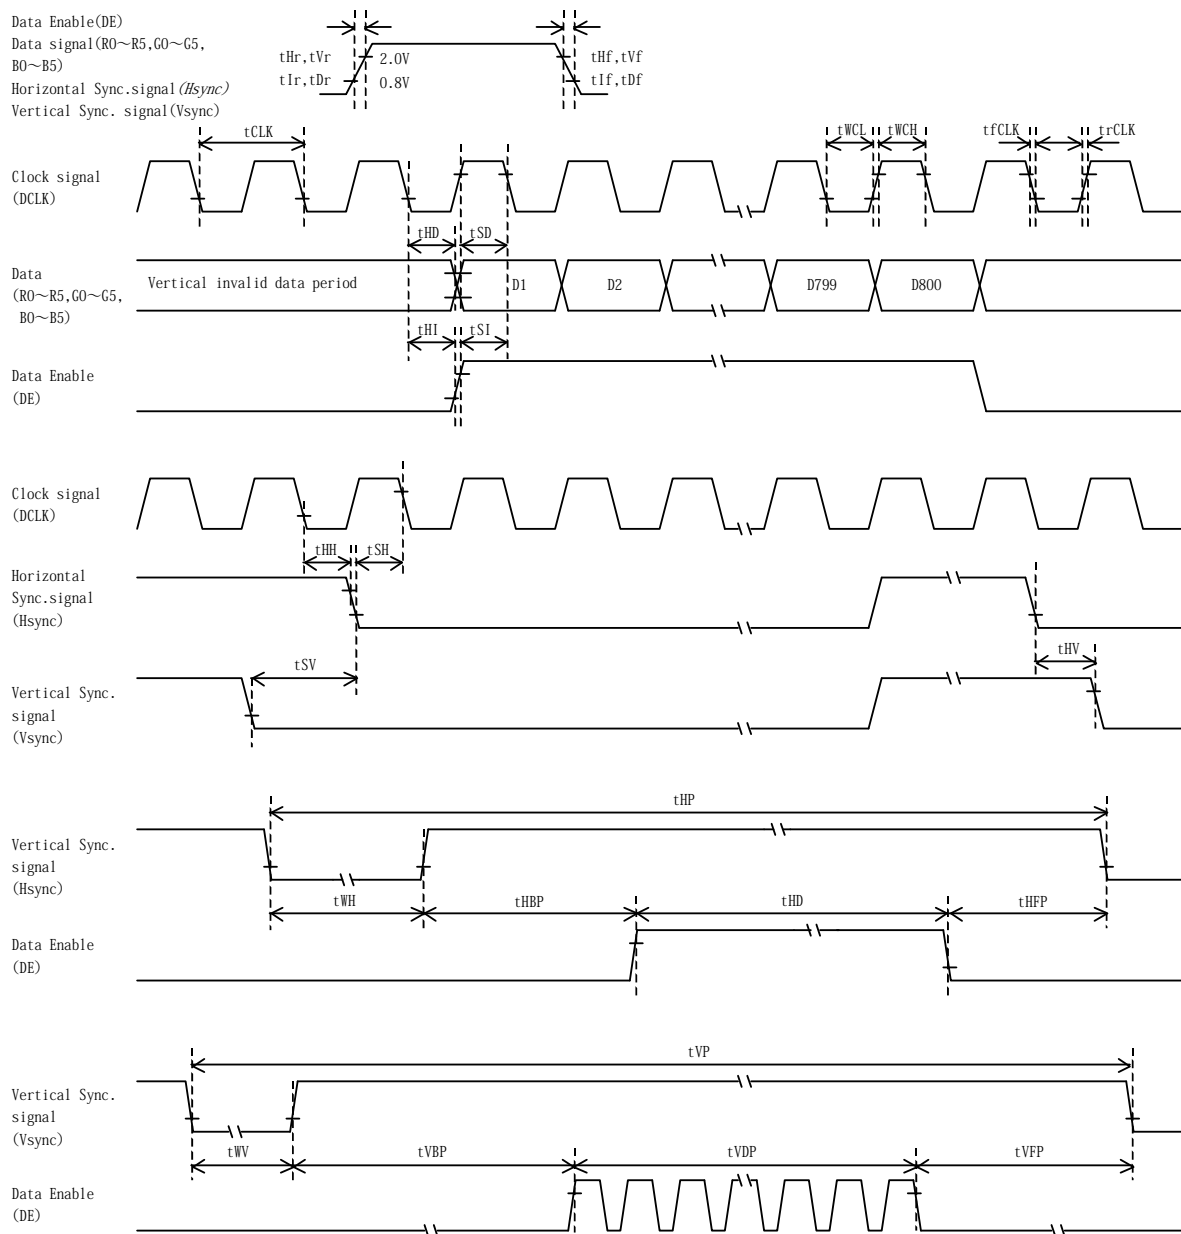 Data Enable(DE)
Data signal(R0～R5,G0～G5,
B0～B5)
Horizontal Sync.signal(Hsync)
Vertical Sync. signal(Vsync)
tHr,tVr
2.0V
tIr,tDr
0.8V
tHf,tVf
tIf,tDf
tCLK
tWCL
tWCH
tfCLK
trCLK
Clock signal
(DCLK)
tHD
tSD
Data
(R0～R5,G0～G5,
B0～B5)
Vertical invalid data period
D1
D2
D799
D800
tHI
tSI
Data Enable
(DE)
Clock signal
(DCLK)
tHH
tSH
Horizontal
Sync.signal
(Hsync)
tSV
tHV
Vertical Sync.
signal
(Vsync)
tHP
Vertical Sync.
signal
(Hsync)
tWH
tHBP
tHD
tHFP
Data Enable
(DE)
tVP
Vertical Sync.
signal
(Vsync)
tWV
tVBP
tVDP
tVFP
Data Enable
(DE)